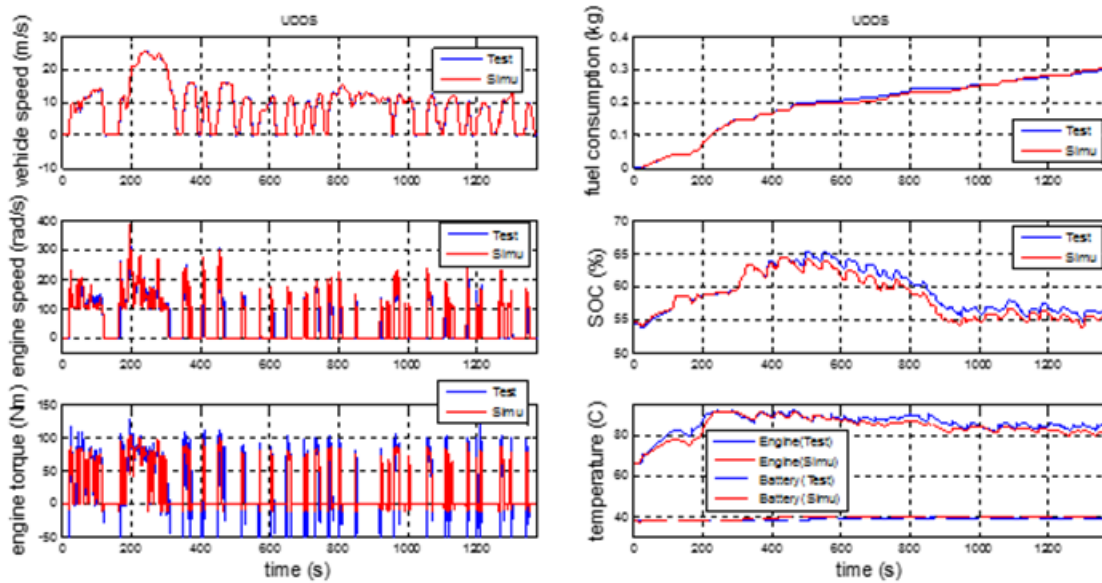 UDDS
vehicle speed (m/s)
30
20
10
0
-10
Test
Simu
0 200 400 600 800 1000 1200
engine speed (rad/s)
400
300
200
100
0
Test
Simu
0 200 400 600 800 1000 1200
engine torque (Nm)
150
100
50
0
-50
Test
Simu
0 200 400 600 800 1000 1200
time (s)
UDDS
fuel consumption (kg)
0.4
0.3
0.2
0.1
0
Test
Simu
0 200 400 600 800 1000 1200
SOC (%)
70
65
60
55
50
Test
Simu
0 200 400 600 800 1000 1200
temperature (C)
80
60
40
Engine(Test)
Engine(Simu)
Battery(Test)
Battery(Simu)
0 200 400 600 800 1000 1200
time (s)